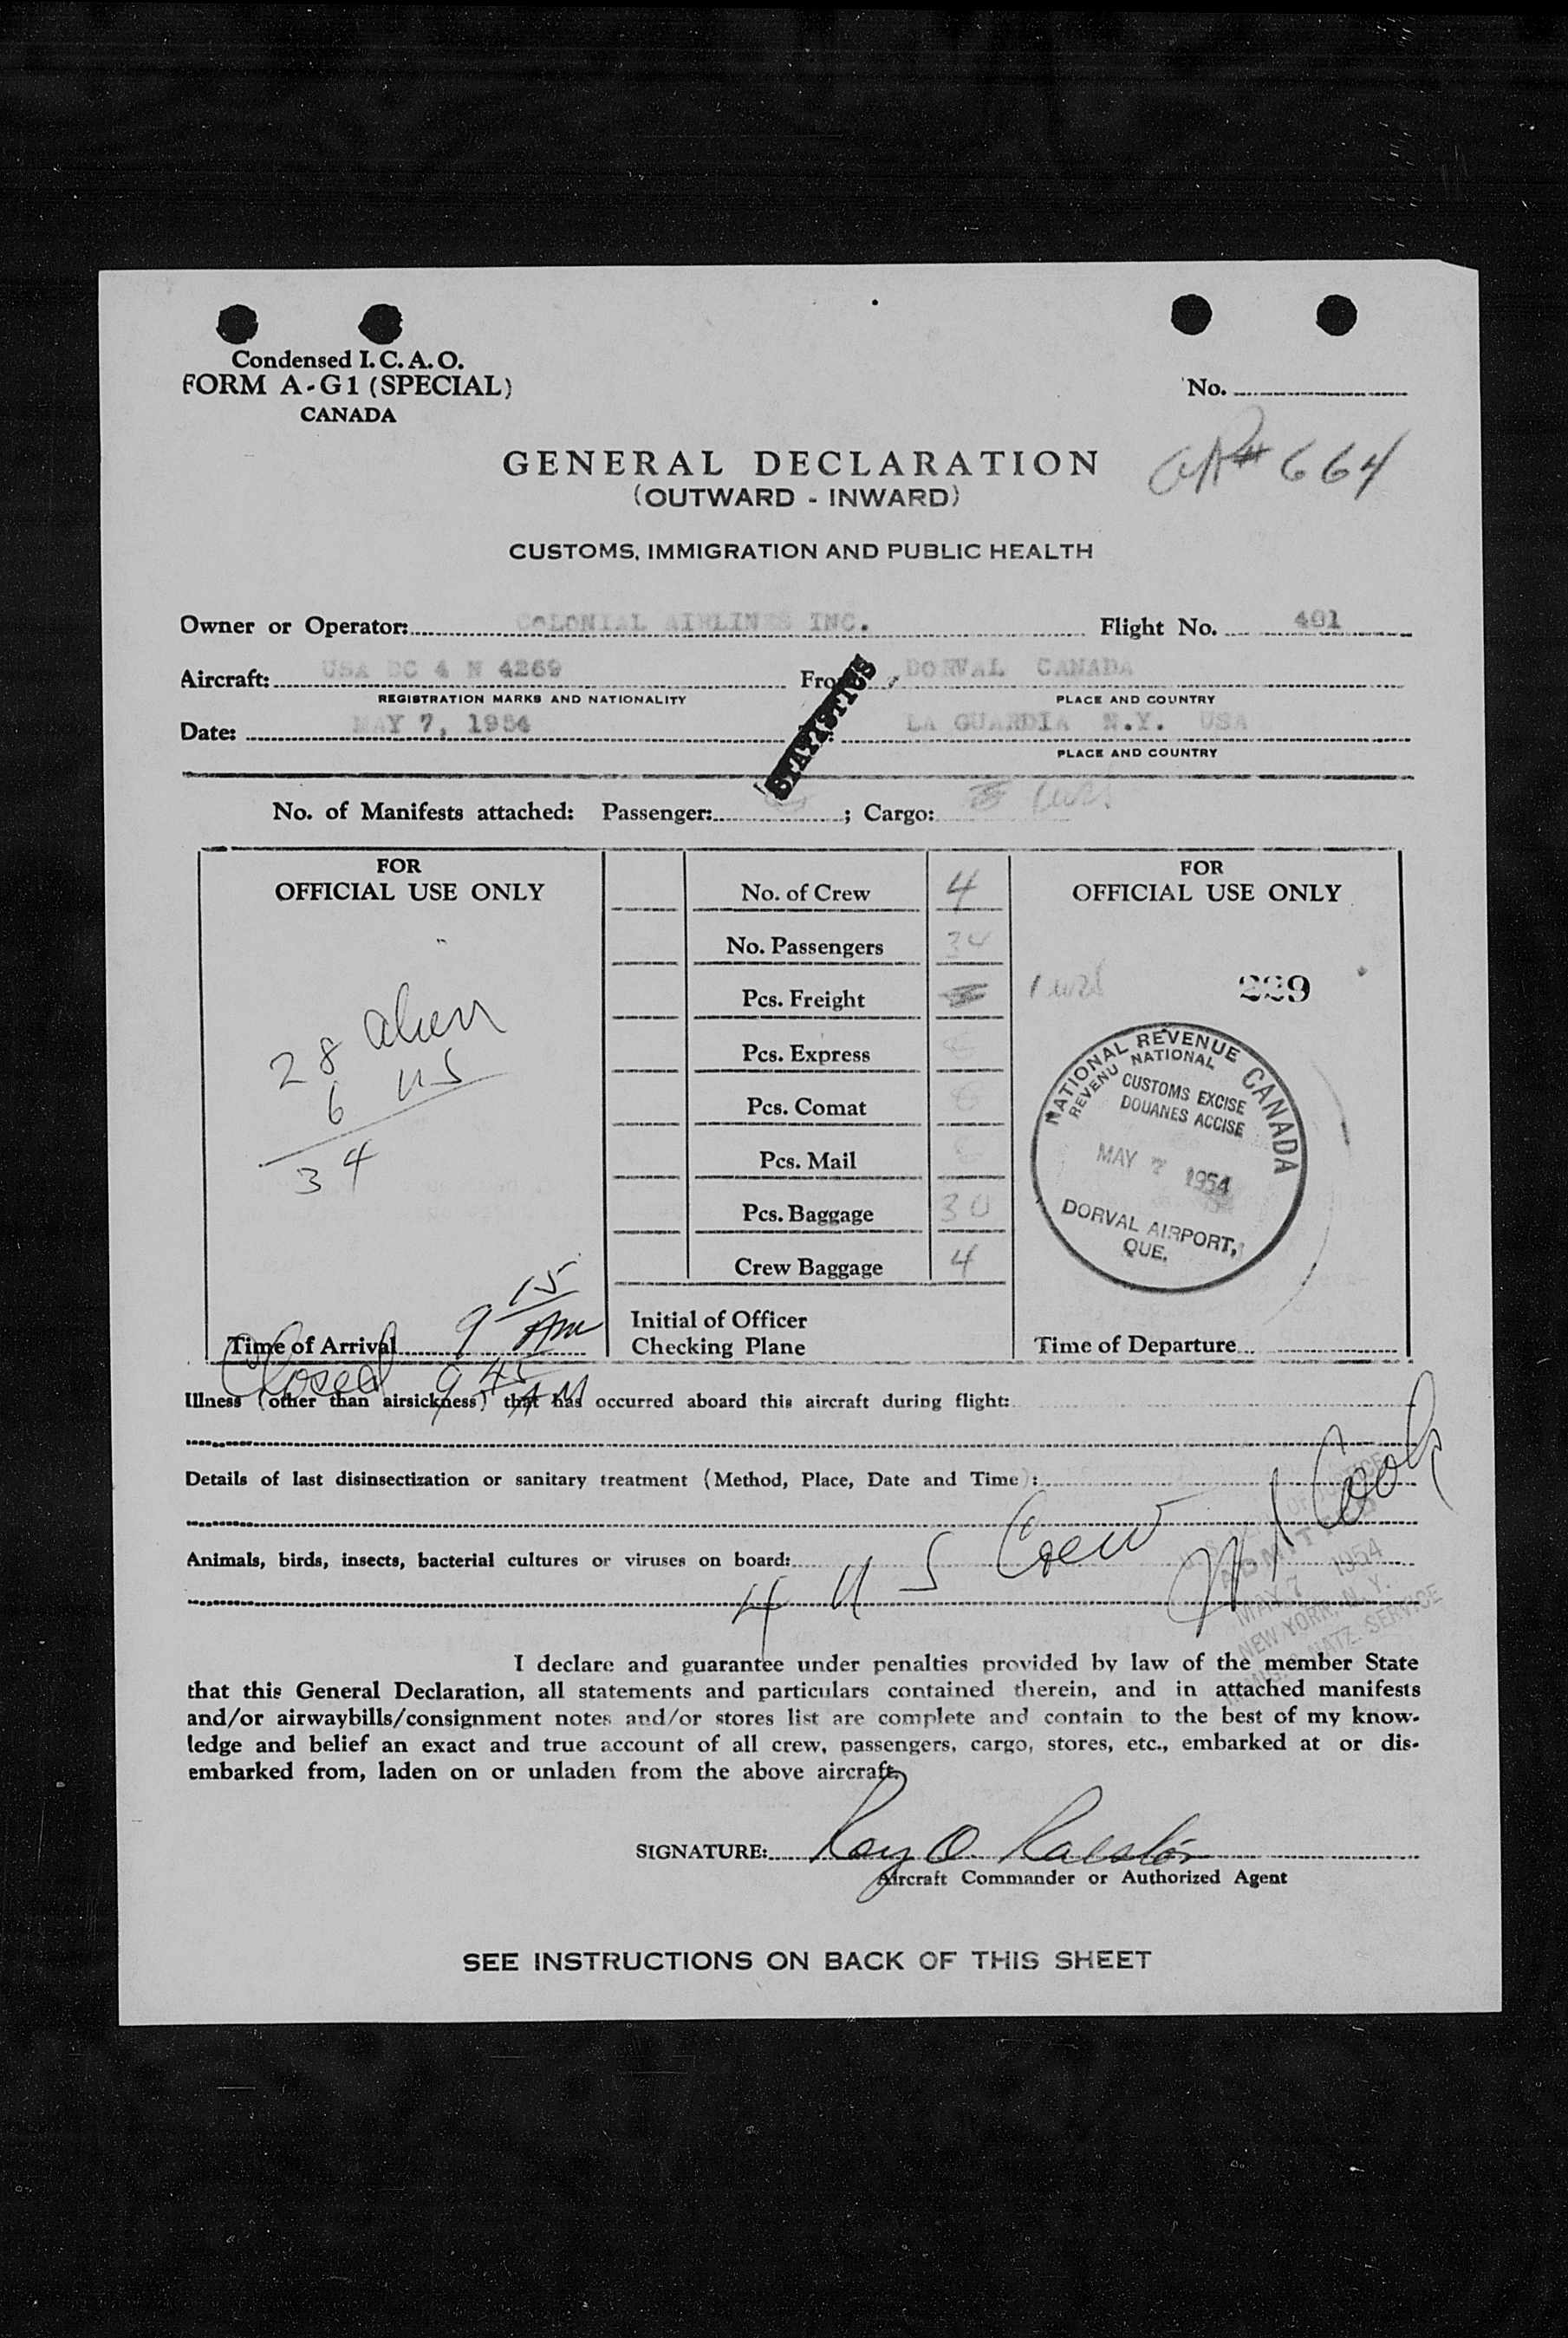 Condensed I.C.A.O.
FORM A-G1 (SPECIAL)
CANADA
No.
GENERAL DECLARATION
(OUTWARD - INWARD)
# 664
CUSTOMS, IMMIGRATION AND PUBLIC HEALTH
Owner or Operator: COLONIAL AIRLINES INC. Flight No. 401
Aircraft: USA DC 4 N 4269 From DORVAL CANADA
REGISTRATION MARKS AND NATIONALITY PLACE AND COUNTRY
STATISTICS
Date: MAY 7, 1954 LA GUARDIA N.Y. USA
PLACE AND COUNTRY
No. of Manifests attached: Passenger: ; Cargo:
FOR
OFFICIAL USE ONLY
28 alien
6 US
34
Time of Arrival 9 15 AM
Closed 9 45 AM
No. of Crew 4
No. Passengers 34
Pcs. Freight
Pcs. Express
Pcs. Comat
Pcs. Mail
Pcs. Baggage 30
Crew Baggage 4
Initial of Officer
Checking Plane
FOR
OFFICIAL USE ONLY
229
NATIONAL REVENUE CANADA
REVENU NATIONAL
CUSTOMS EXCISE
DOUANES ACCISE
MAY 7 1954
DORVAL AIRPORT,
QUE.
Time of Departure
Illness (other than airsickness) that has occurred aboard this aircraft during flight:
Details of last disinsectization or sanitary treatment (Method, Place, Date and Time):
Animals, birds, insects, bacterial cultures or viruses on board:
4 US Crew
Cook
ADMITTED
MAY 7 1954
NEW YORK, N.Y.
IMMIG. & NATZ. SERVICE
I declare and guarantee under penalties provided by law of the member State
that this General Declaration, all statements and particulars contained therein, and in attached manifests
and/or airwaybills/consignment notes and/or stores list are complete and contain to the best of my know-
ledge and belief an exact and true account of all crew, passengers, cargo, stores, etc., embarked at or dis-
embarked from, laden on or unladen from the above aircraft.
SIGNATURE: Roy O. Ralston
Aircraft Commander or Authorized Agent
SEE INSTRUCTIONS ON BACK OF THIS SHEET